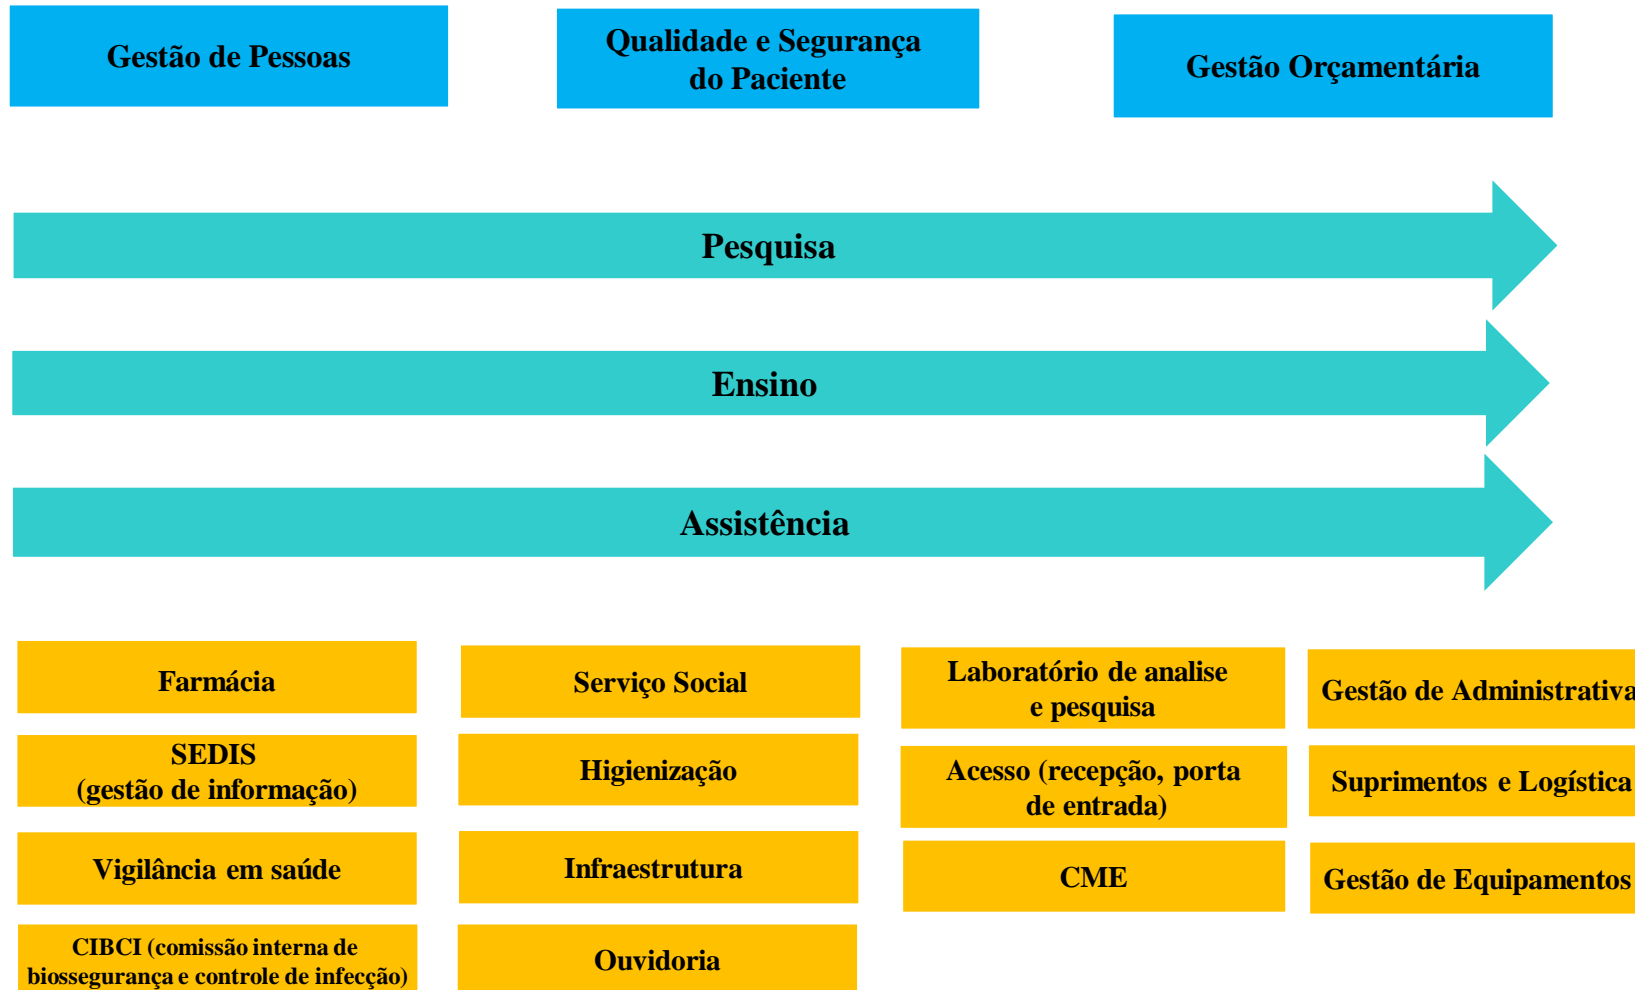 Gestão de Pessoas
Qualidade e Segurança
do Paciente
Gestão Orçamentária
Pesquisa
Ensino
Assistência
Farmácia
Serviço Social
Laboratório de analise
e pesquisa
Gestão de Administrativa
SEDIS
(gestão de informação)
Higienização
Acesso (recepção, porta
de entrada)
Suprimentos e Logística
Vigilância em saúde
Infraestrutura
CME
Gestão de Equipamentos
CIBCI (comissão interna de
biossegurança e controle de infecção)
Ouvidoria